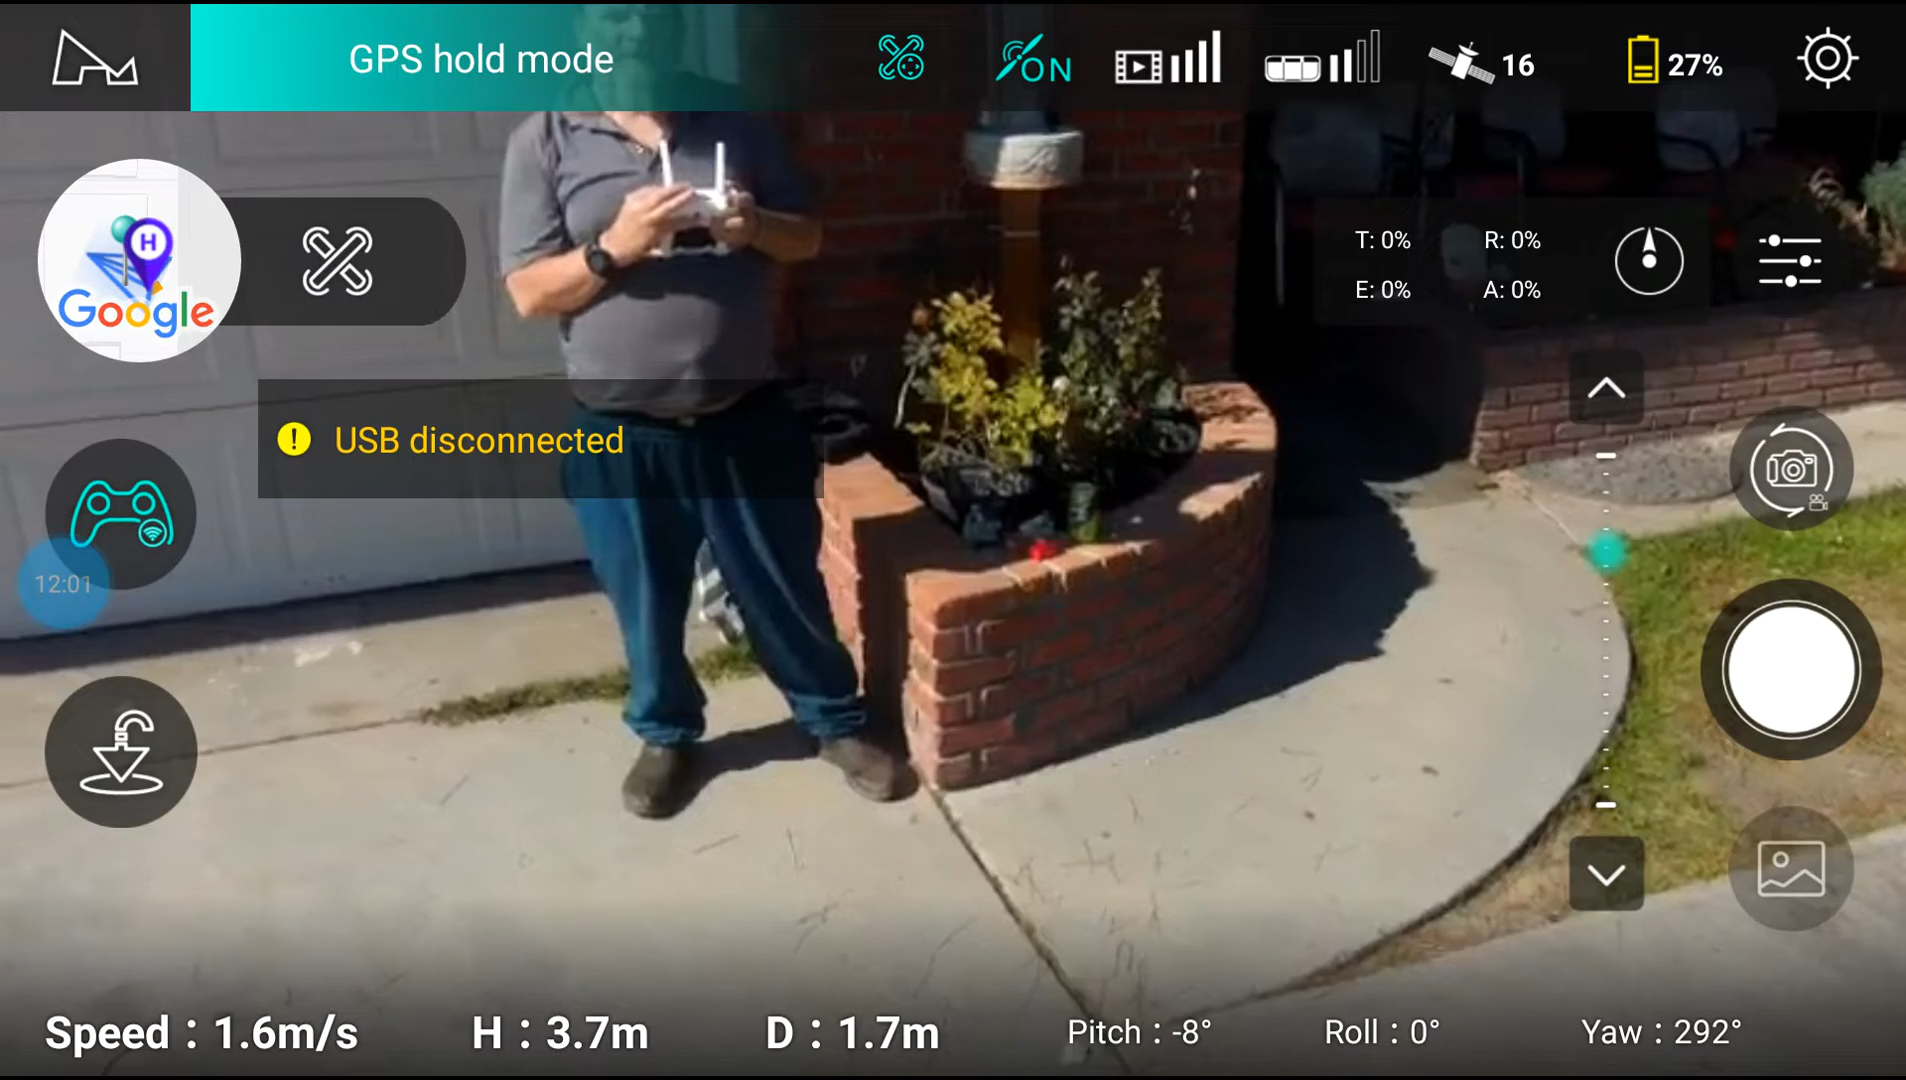 GPS hold mode
ON
16
27%
H
Google
T: 0%
R: 0%
E: 0%
A: 0%
USB disconnected
12:01
Speed : 1.6m/s
H : 3.7m
D : 1.7m
Pitch : -8°
Roll : 0°
Yaw : 292°